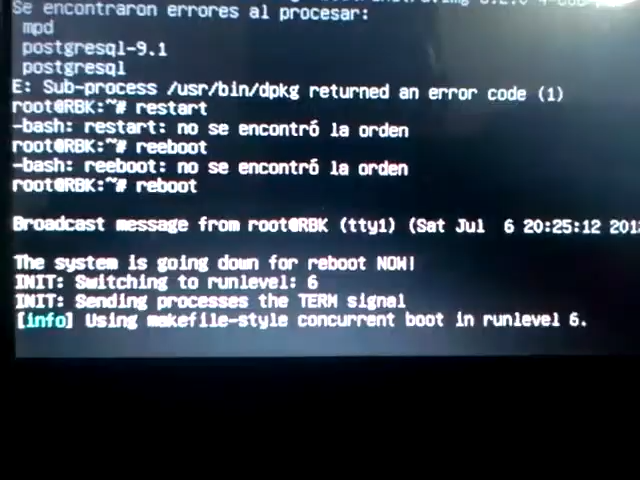 Se encontraron errores al procesar:
mpd
postgresql-9.1
postgresql
E: Sub-process /usr/bin/dpkg returned an error code (1)
root@RBK:~# restart
-bash: restart: no se encontró la orden
root@RBK:~# reeboot
-bash: reeboot: no se encontró la orden
root@RBK:~# reboot
Broadcast message from root@RBK (tty1) (Sat Jul 6 20:25:12 201
The system is going down for reboot NOW!
INIT: Switching to runlevel: 6
INIT: Sending processes the TERM signal
[info] Using makefile-style concurrent boot in runlevel 6.